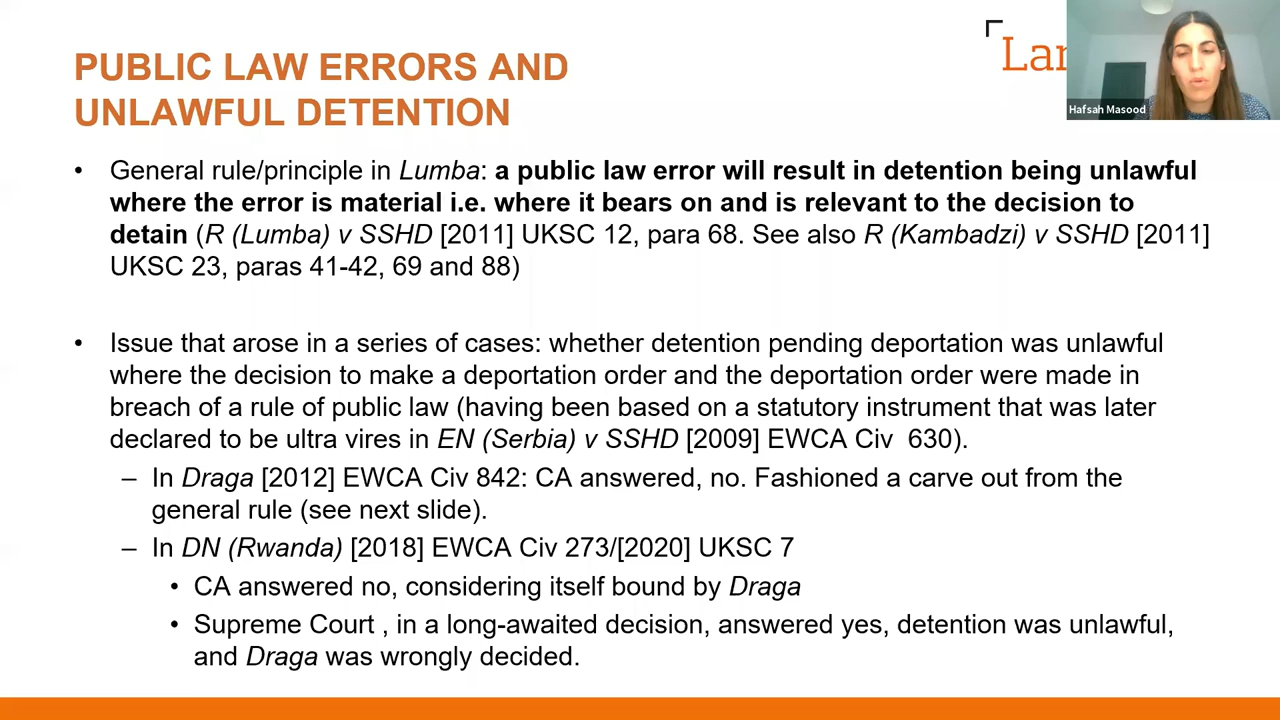 PUBLIC LAW ERRORS AND
UNLAWFUL DETENTION
Lan
Hafsah Masood
• General rule/principle in Lumba: a public law error will result in detention being unlawful
where the error is material i.e. where it bears on and is relevant to the decision to
detain (R (Lumba) v SSHD [2011] UKSC 12, para 68. See also R (Kambadzi) v SSHD [2011]
UKSC 23, paras 41-42, 69 and 88)
• Issue that arose in a series of cases: whether detention pending deportation was unlawful
where the decision to make a deportation order and the deportation order were made in
breach of a rule of public law (having been based on a statutory instrument that was later
declared to be ultra vires in EN (Serbia) v SSHD [2009] EWCA Civ  630).
– In Draga [2012] EWCA Civ 842: CA answered, no. Fashioned a carve out from the
general rule (see next slide).
– In DN (Rwanda) [2018] EWCA Civ 273/[2020] UKSC 7
• CA answered no, considering itself bound by Draga
• Supreme Court , in a long-awaited decision, answered yes, detention was unlawful,
and Draga was wrongly decided.